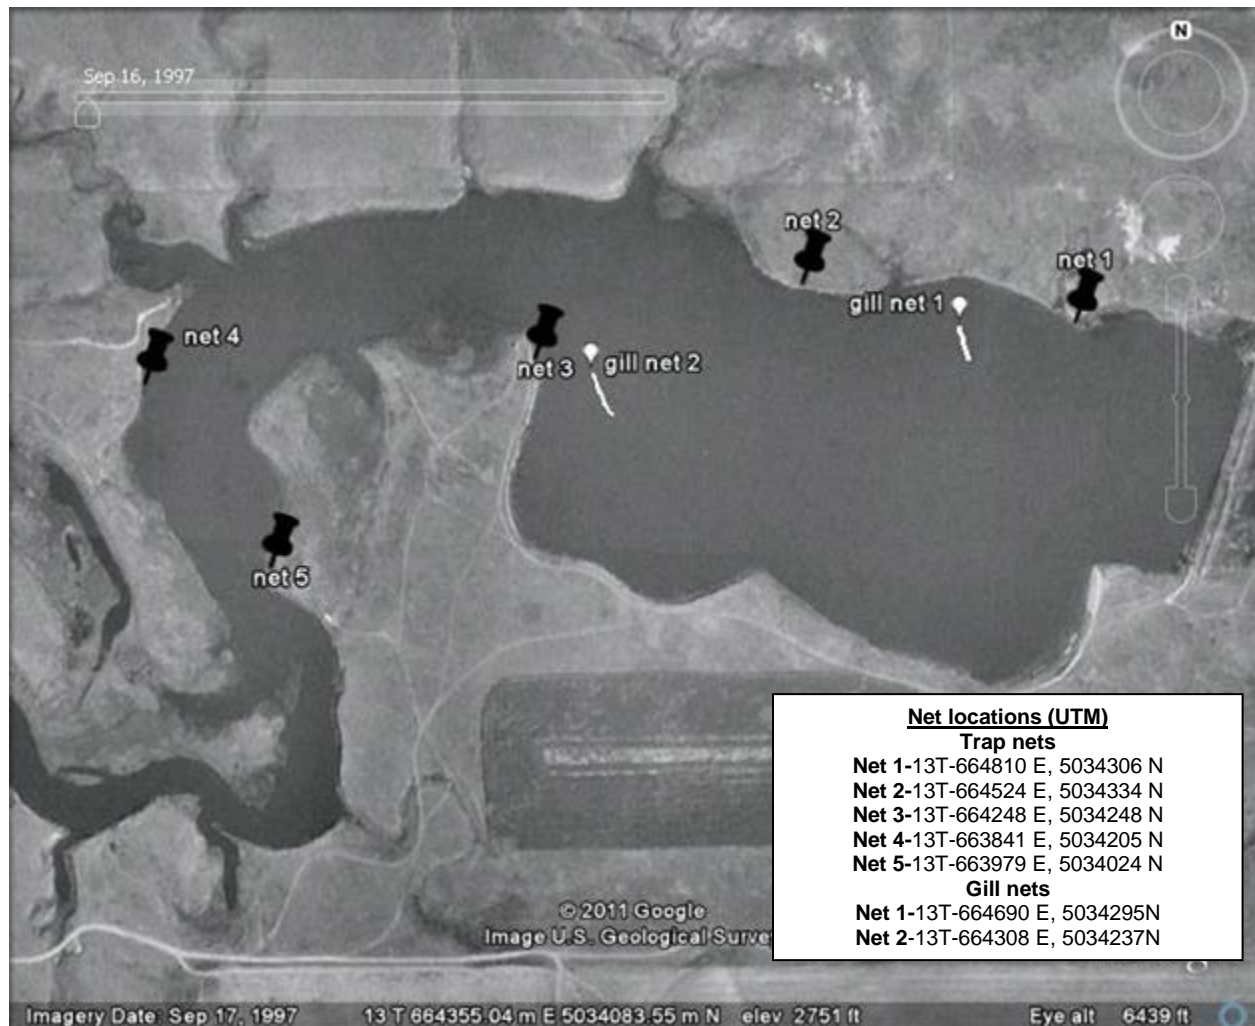 Sep 16, 1997
N
net 2
net 1
gill net 1
net 4
net 3
gill net 2
net 5
Net locations (UTM)
Trap nets
Net 1-13T-664810 E, 5034306 N
Net 2-13T-664524 E, 5034334 N
Net 3-13T-664248 E, 5034248 N
Net 4-13T-663841 E, 5034205 N
Net 5-13T-663979 E, 5034024 N
Gill nets
Net 1-13T-664690 E, 5034295N
Net 2-13T-664308 E, 5034237N
© 2011 Google
Image U.S. Geological Surve
Imagery Date: Sep 17, 1997 13 T 664355.04 m E 5034083.55 m N elev 2751 ft Eye alt 6439 ft